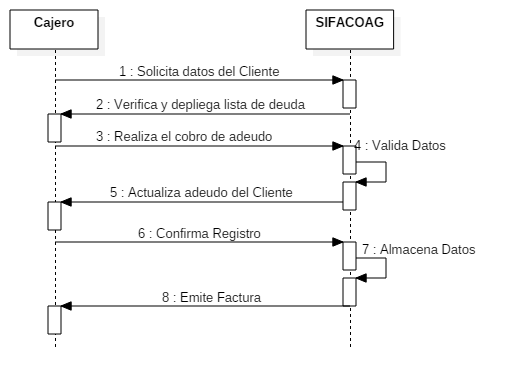 Cajero
SIFACOAG
1 : Solicita datos del Cliente
2 : Verifica y depliega lista de deuda
3 : Realiza el cobro de adeudo
4 : Valida Datos
5 : Actualiza adeudo del Cliente
6 : Confirma Registro
7 : Almacena Datos
8 : Emite Factura